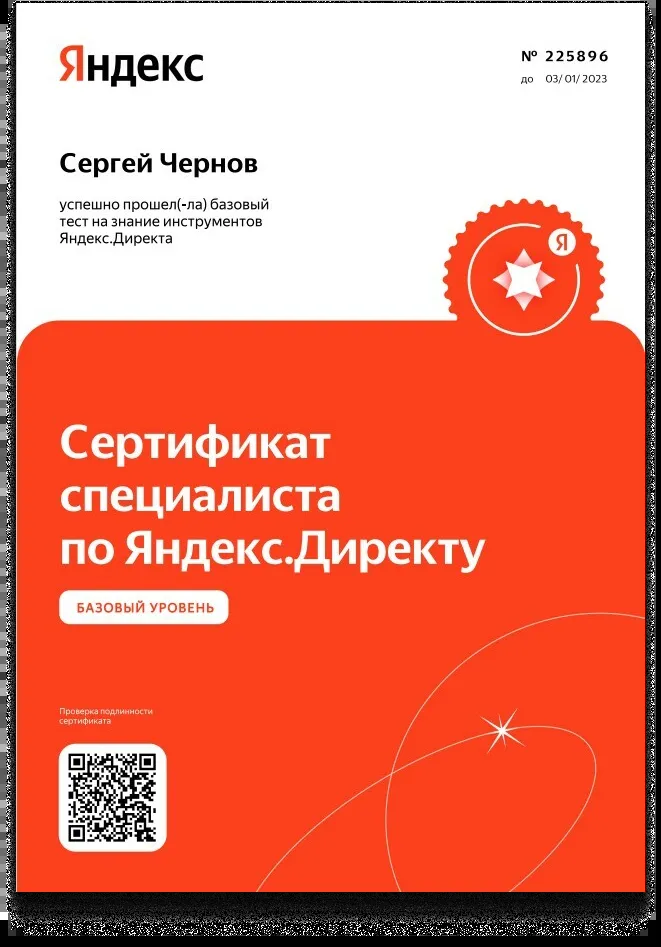 Яндекс
№ 225896
до 03/01/2023
Сергей Чернов
успешно прошел(-ла) базовый
тест на знание инструментов
Яндекс.Директа
Я
Сертификат
специалиста
по Яндекс.Директу
БАЗОВЫЙ УРОВЕНЬ
Проверка подлинности
сертификата